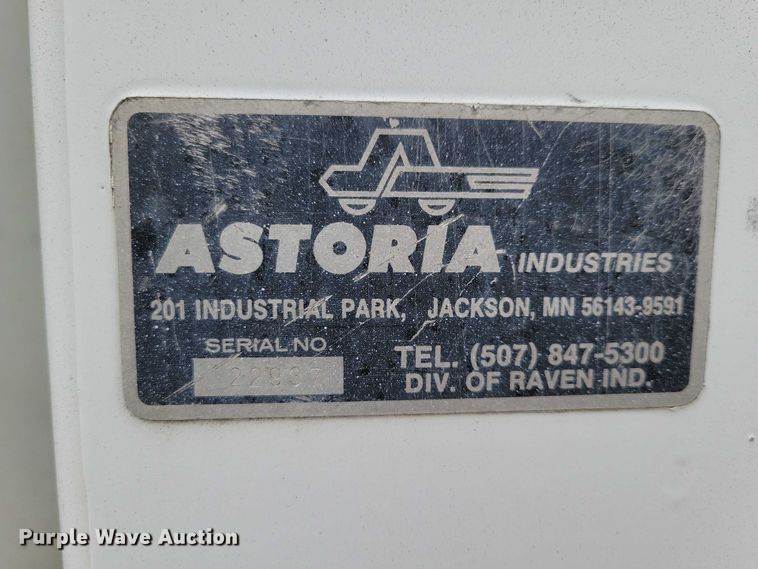 ASTORIA INDUSTRIES
201 INDUSTRIAL PARK, JACKSON, MN 56143-9591
SERIAL NO.
22937
TEL. (507) 847-5300
DIV. OF RAVEN IND.
Purple Wave Auction